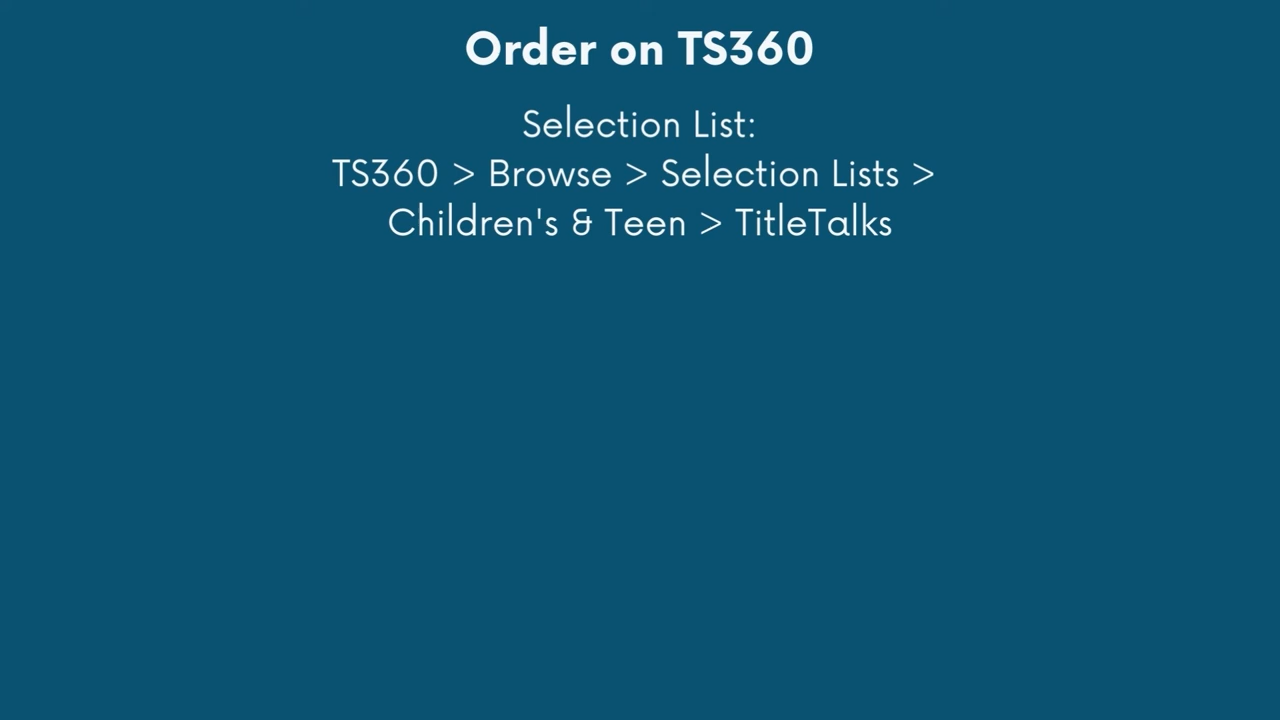 Order on TS360
Selection List:
TS360 > Browse > Selection Lists >
Children's & Teen > TitleTalks